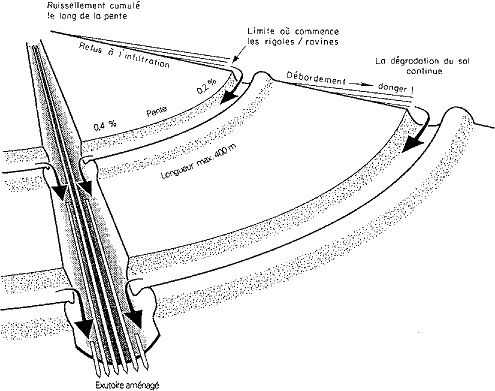 Ruissellement cumulé
le long de la pente
Refus à l'infiltration
Limite où commence
les rigoles / ravines
La dégradation du sol
continue
Débordement → danger !
0.2 %
Pente
0,4 %
Longueur max 400 m
Exutoire aménagé